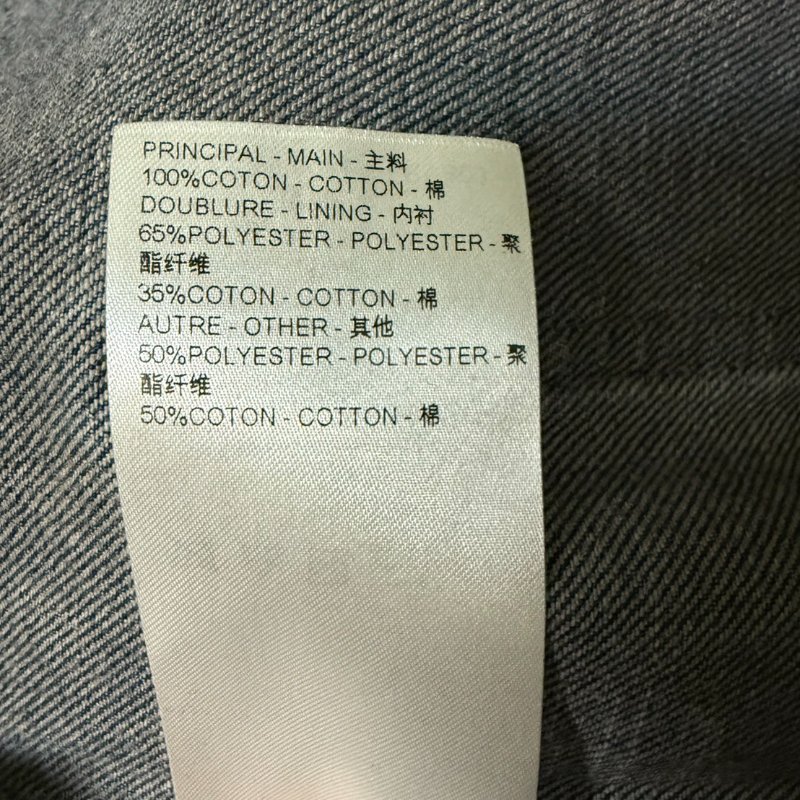 PRINCIPAL - MAIN - 主料
100%COTON - COTTON - 棉
DOUBLURE - LINING - 内衬
65%POLYESTER - POLYESTER - 聚
酯纤维
35%COTON - COTTON - 棉
AUTRE - OTHER - 其他
50%POLYESTER - POLYESTER - 聚
酯纤维
50%COTON - COTTON - 棉